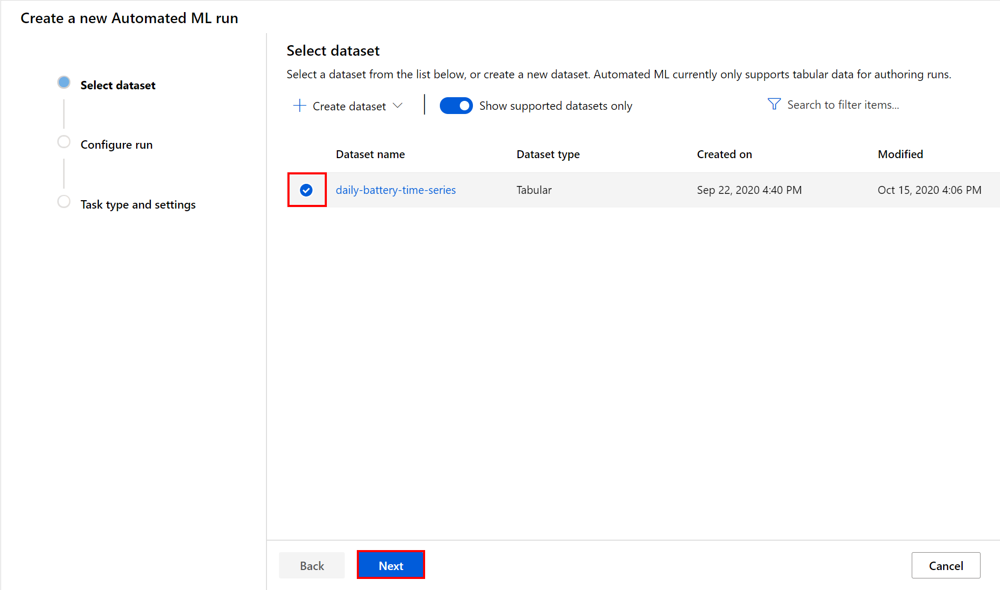 Create a new Automated ML run
Select dataset
Configure run
Task type and settings
Select dataset
Select a dataset from the list below, or create a new dataset. Automated ML currently only supports tabular data for authoring runs.
Create dataset
Show supported datasets only
Search to filter items...
Dataset name Dataset type Created on Modified
daily-battery-time-series Tabular Sep 22, 2020 4:40 PM Oct 15, 2020 4:06 PM
Back Next Cancel